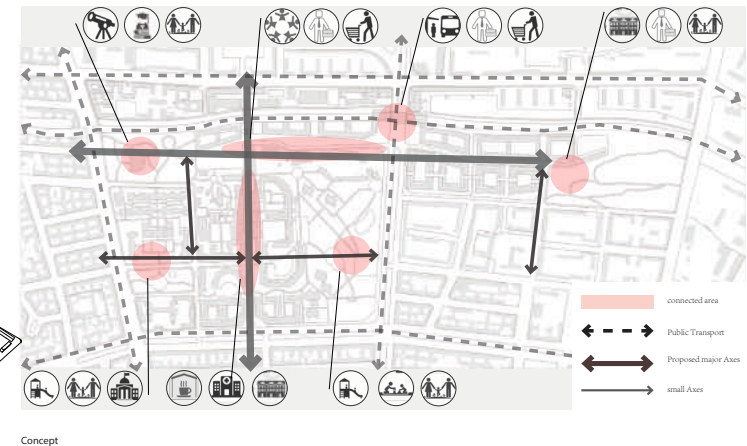 connected area
Public Transport
Proposed major Axes
small Axes
Concept